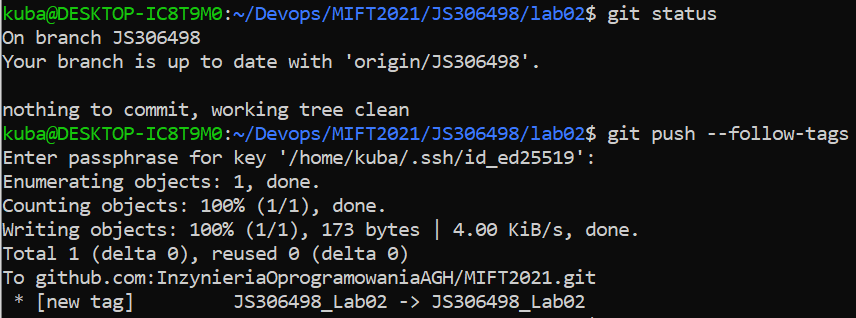 kuba@DESKTOP-IC8T9M0:~/Devops/MIFT2021/JS306498/lab02$ git status
On branch JS306498
Your branch is up to date with 'origin/JS306498'.
nothing to commit, working tree clean
kuba@DESKTOP-IC8T9M0:~/Devops/MIFT2021/JS306498/lab02$ git push --follow-tags
Enter passphrase for key '/home/kuba/.ssh/id_ed25519':
Enumerating objects: 1, done.
Counting objects: 100% (1/1), done.
Writing objects: 100% (1/1), 173 bytes | 4.00 KiB/s, done.
Total 1 (delta 0), reused 0 (delta 0)
To github.com:InzynieriaOprogramowaniaAGH/MIFT2021.git
 * [new tag]         JS306498_Lab02 -> JS306498_Lab02